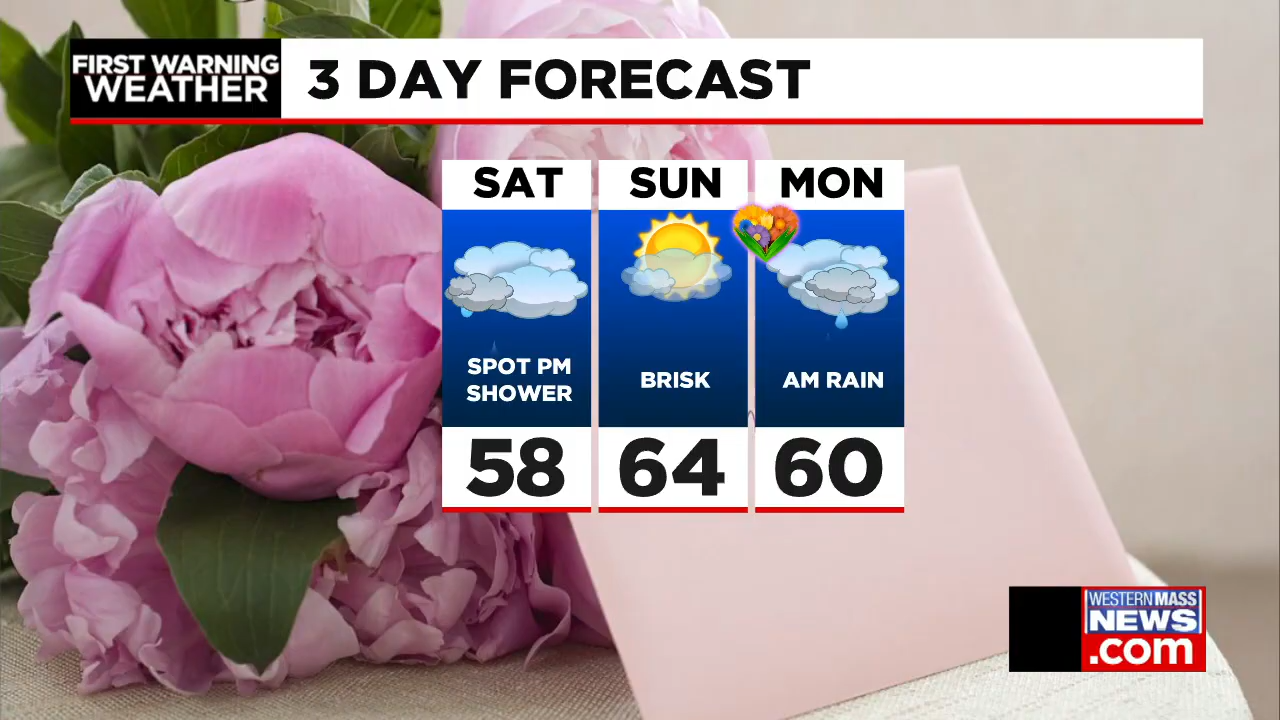 FIRST WARNING
WEATHER
3 DAY FORECAST
SAT
SUN
MON
SPOT PM
SHOWER
BRISK
AM RAIN
58
64
60
WESTERN MASS
NEWS
.com